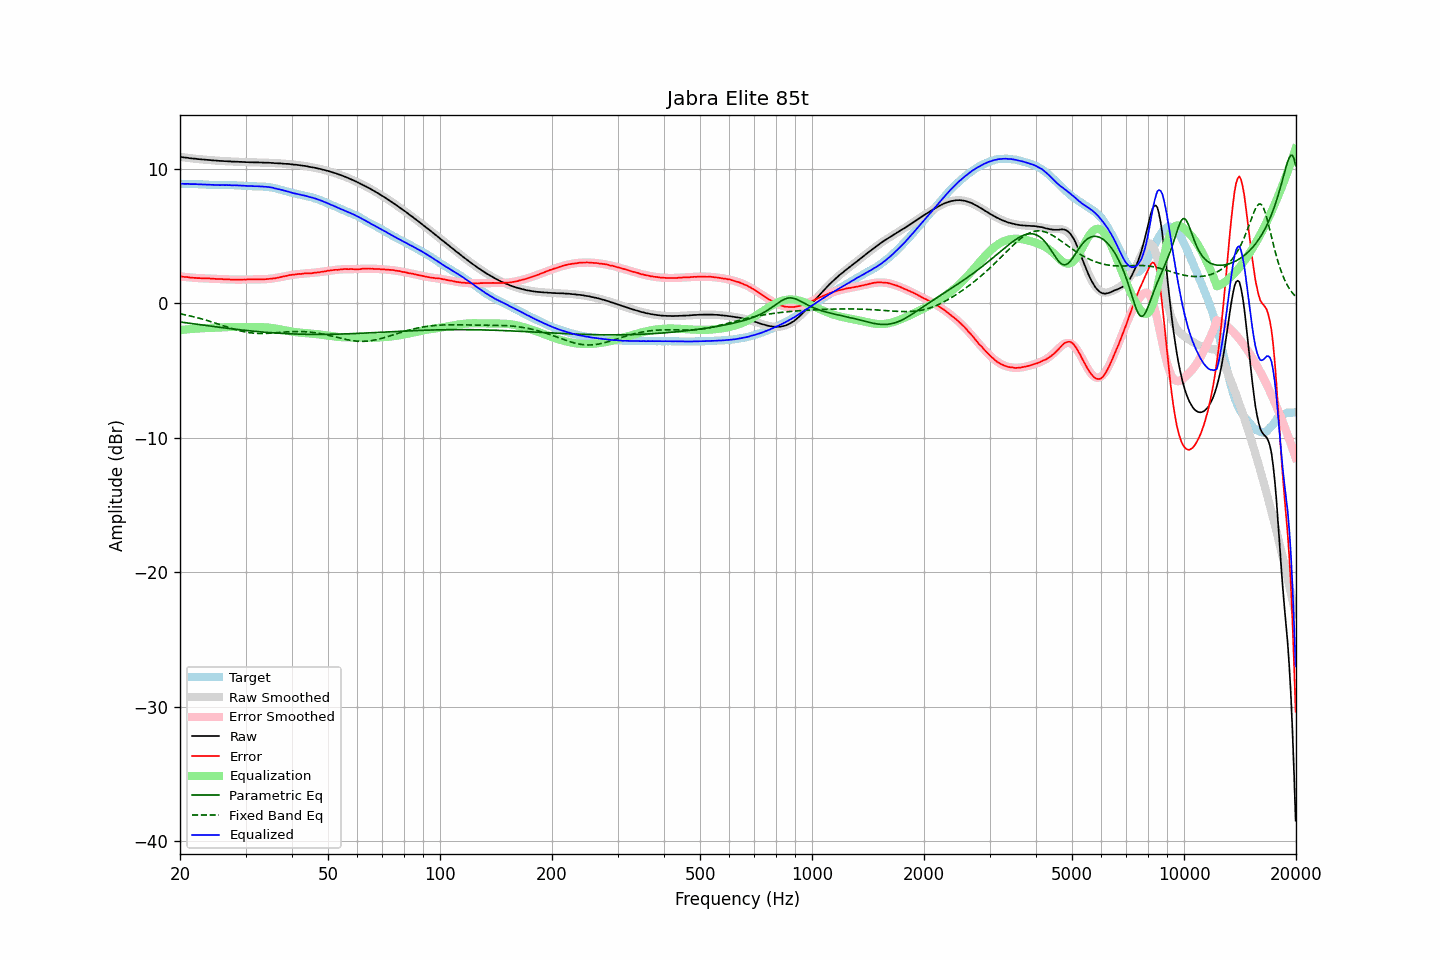 Jabra Elite 85t
Amplitude (dBr)
10
0
−10
−20
−30
−40
Target
Raw Smoothed
Error Smoothed
Raw
Error
Equalization
Parametric Eq
Fixed Band Eq
Equalized
20 50 100 200 500 1000 2000 5000 10000 20000
Frequency (Hz)